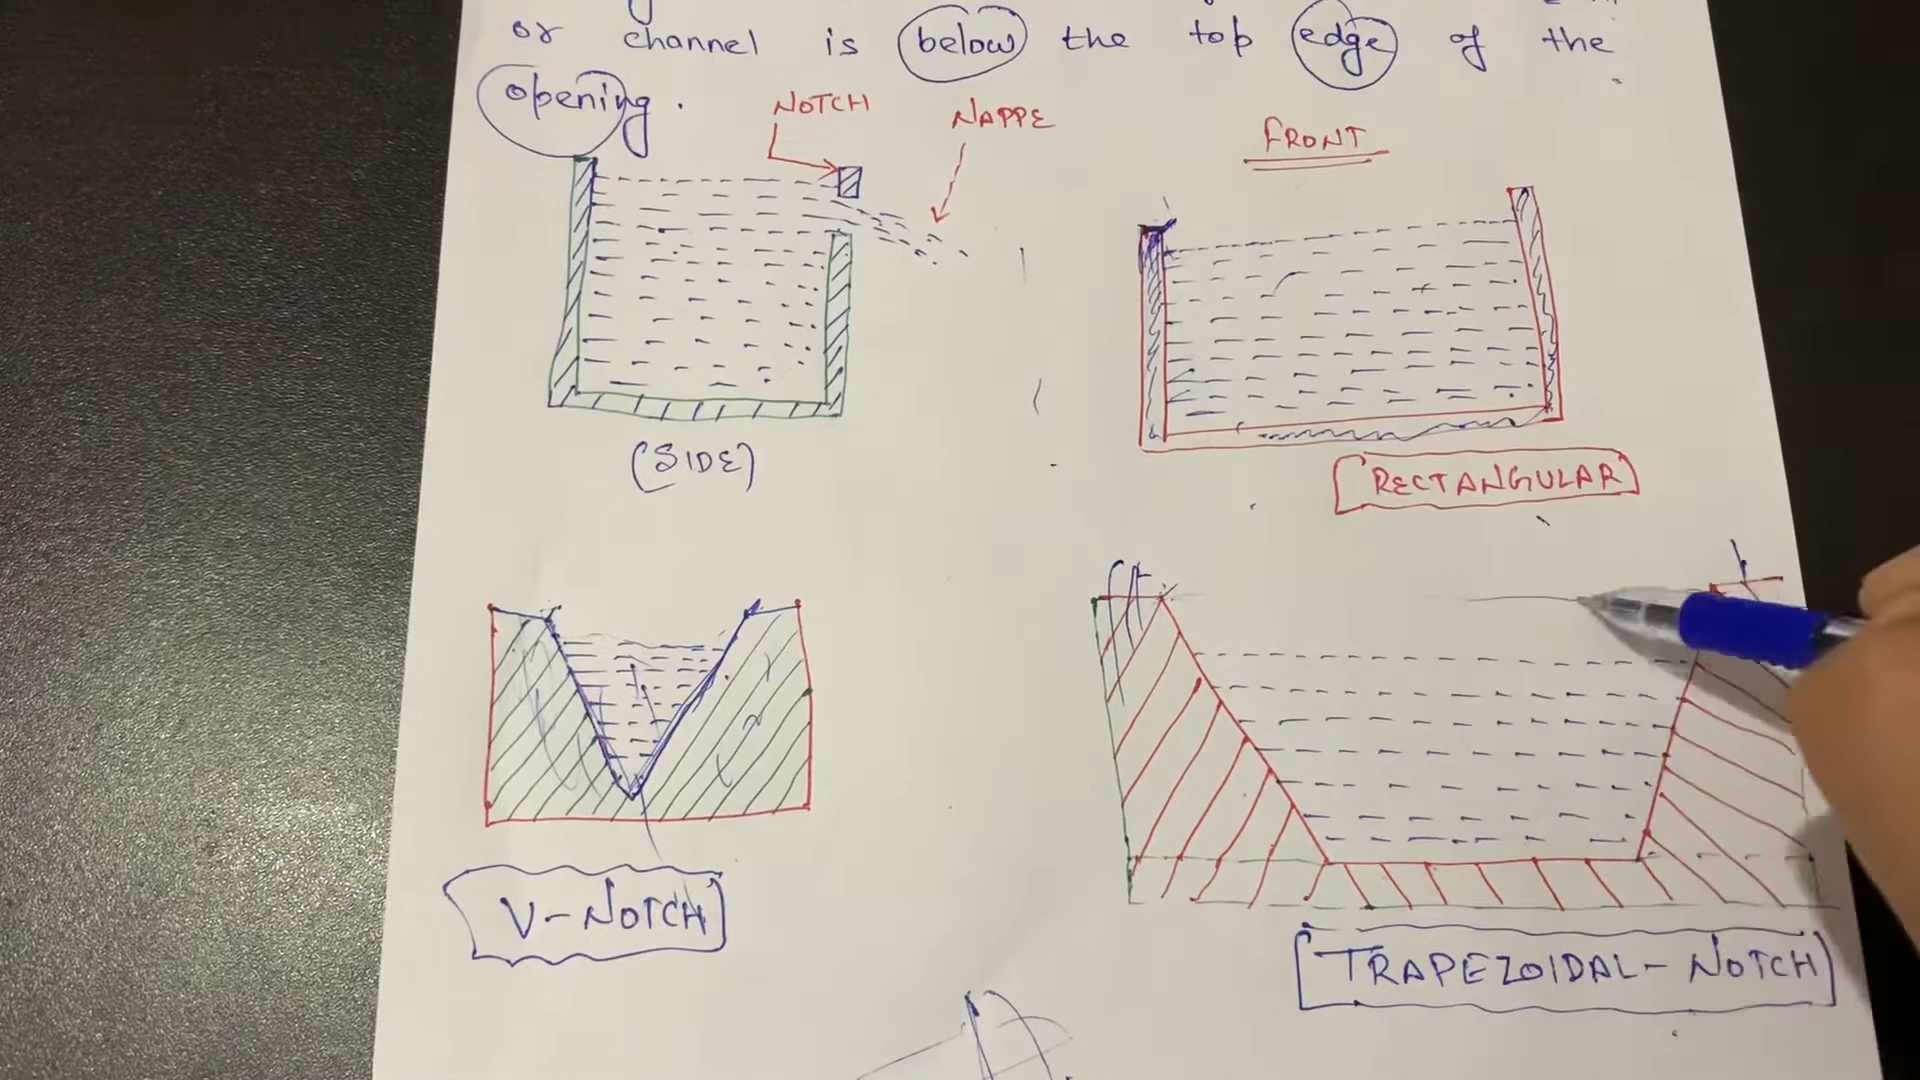 or channel is below the top edge of the
opening.
NOTCH
NAPPE
FRONT
(SIDE)
RECTANGULAR
V-NOTCH
TRAPEZOIDAL-NOTCH